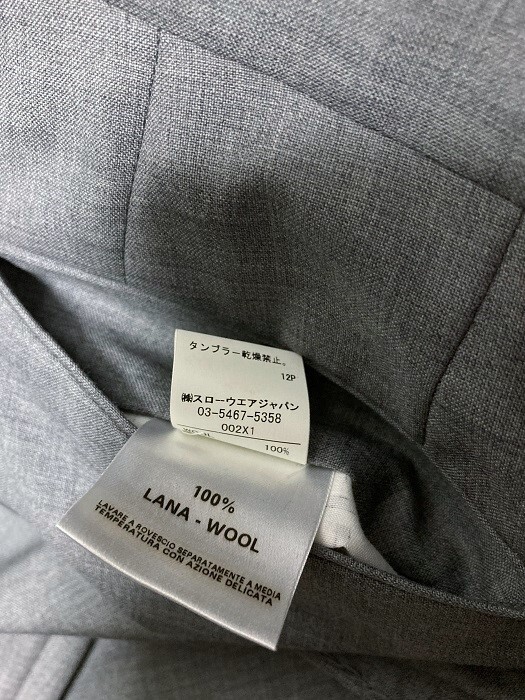 タンブラー乾燥禁止。
12P
㈱スローウエアジャパン
03-5467-5358
002X1
100%
100%
LANA - WOOL
LAVARE A ROVESCIO SEPARATAMENTE A MEDIA
TEMPERATURA CON AZIONE DELICATA